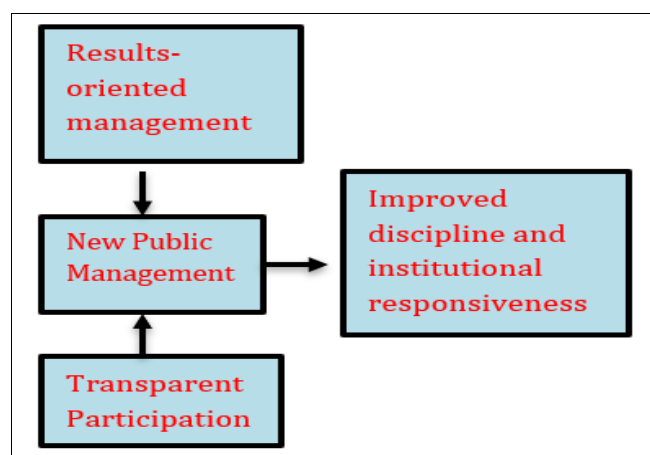 Results-
oriented
management
New Public
Management
Improved
discipline and
institutional
responsiveness
Transparent
Participation